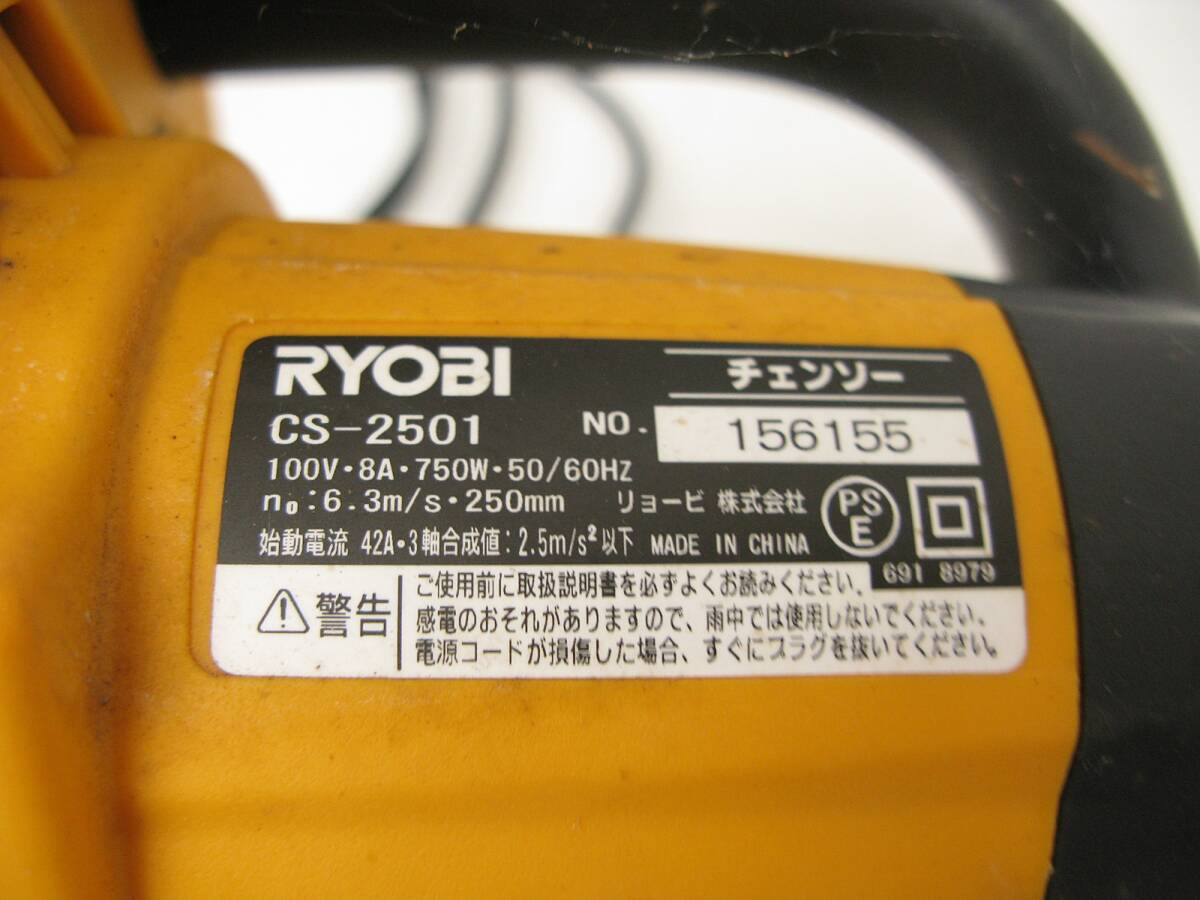 RYOBI
チェンソー
CS-2501
NO. 156155
100V・8A・750W・50/60HZ
n₀:6.3m/s・250mm リョービ 株式会社
PS
E
始動電流 42A・3軸合成値:2.5m/s²以下 MADE IN CHINA
691 8979
警告
ご使用前に取扱説明書を必ずよくお読みください.
感電のおそれがありますので、雨中では使用しないでください.
電源コードが損傷した場合、すぐにプラグを抜いてください。